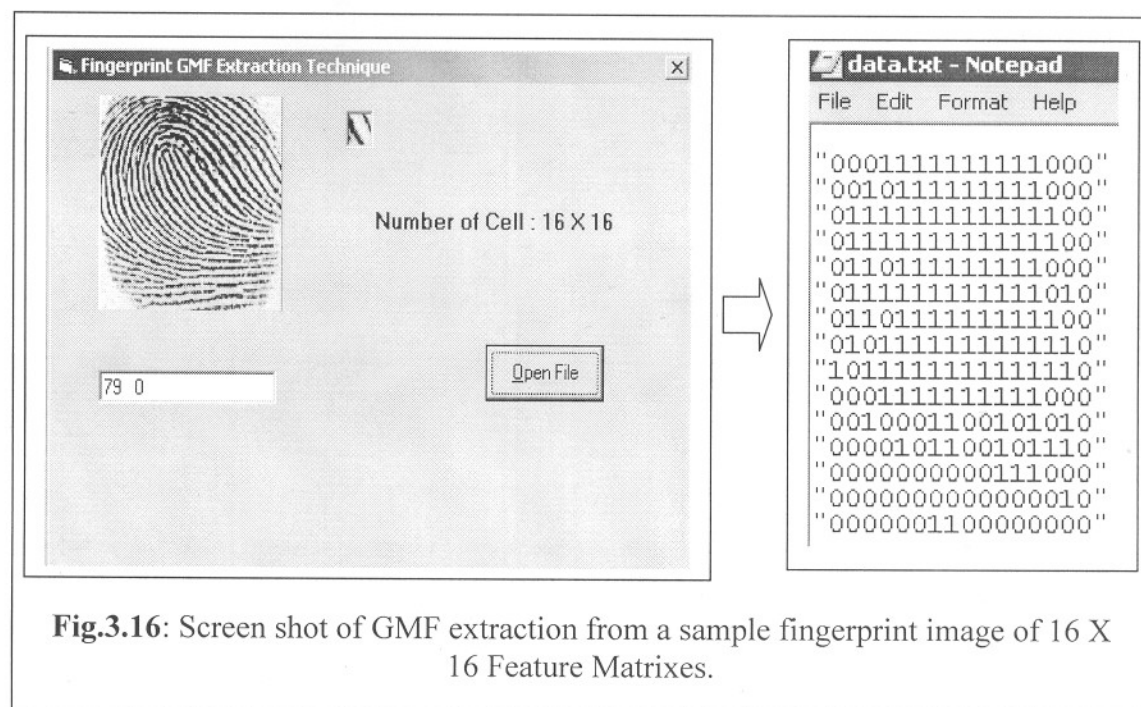 Fingerprint GMF Extraction Technique
Number of Cell : 16 X 16
79 0
Open File
data.txt - Notepad
File Edit Format Help
"0001111111111000"
"0010111111111000"
"0111111111111100"
"0111111111111100"
"0110111111111000"
"0111111111111010"
"0110111111111100"
"0101111111111110"
"1011111111111110"
"0001111111111000"
"0010001100101010"
"0000101100101110"
"0000000000111000"
"0000000000000010"
"0000001100000000"
Fig.3.16: Screen shot of GMF extraction from a sample fingerprint image of 16 X
16 Feature Matrixes.